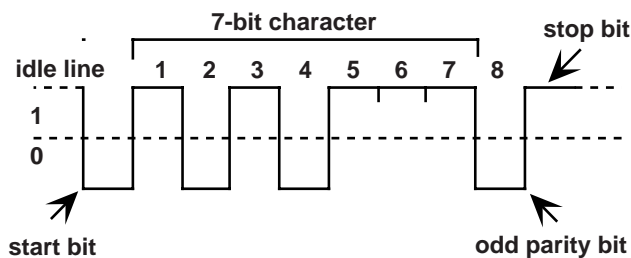 7-bit character
stop bit
idle line 1 2 3 4 5 6 7 8
1
0
start bit
odd parity bit